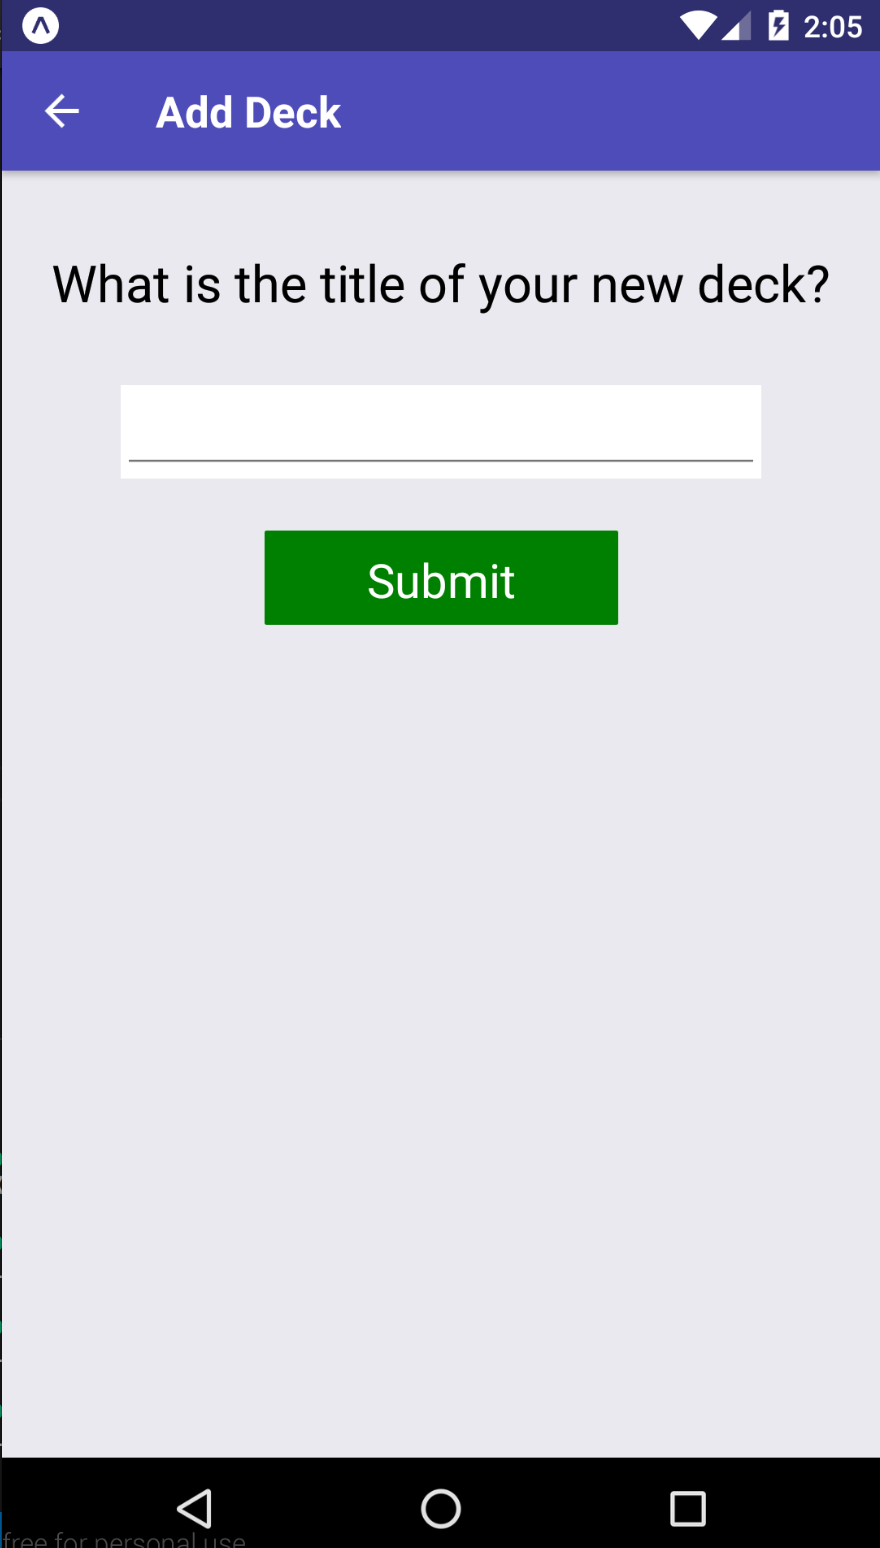 2:05
Add Deck
What is the title of your new deck?
Submit
free for personal use